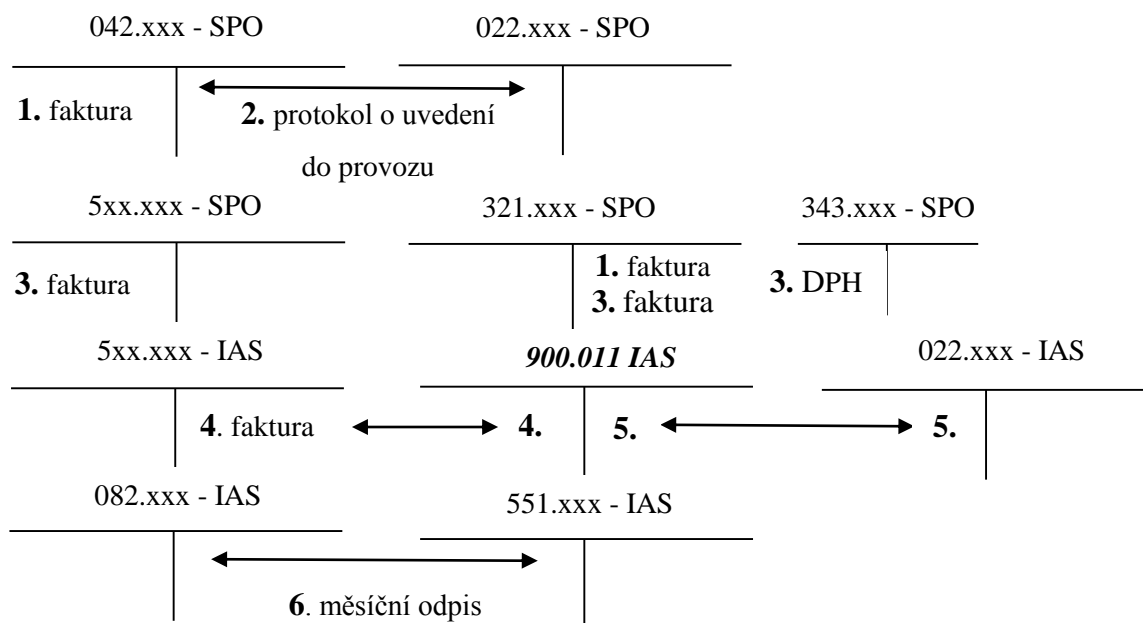 042.xxx - SPO 022.xxx - SPO
1. faktura 2. protokol o uvedení
do provozu
5xx.xxx - SPO 321.xxx - SPO 343.xxx - SPO
3. faktura 1. faktura 3. DPH
3. faktura
5xx.xxx - IAS 900.011 IAS 022.xxx - IAS
4. faktura 4. 5. 5.
082.xxx - IAS 551.xxx - IAS
6. měsíční odpis